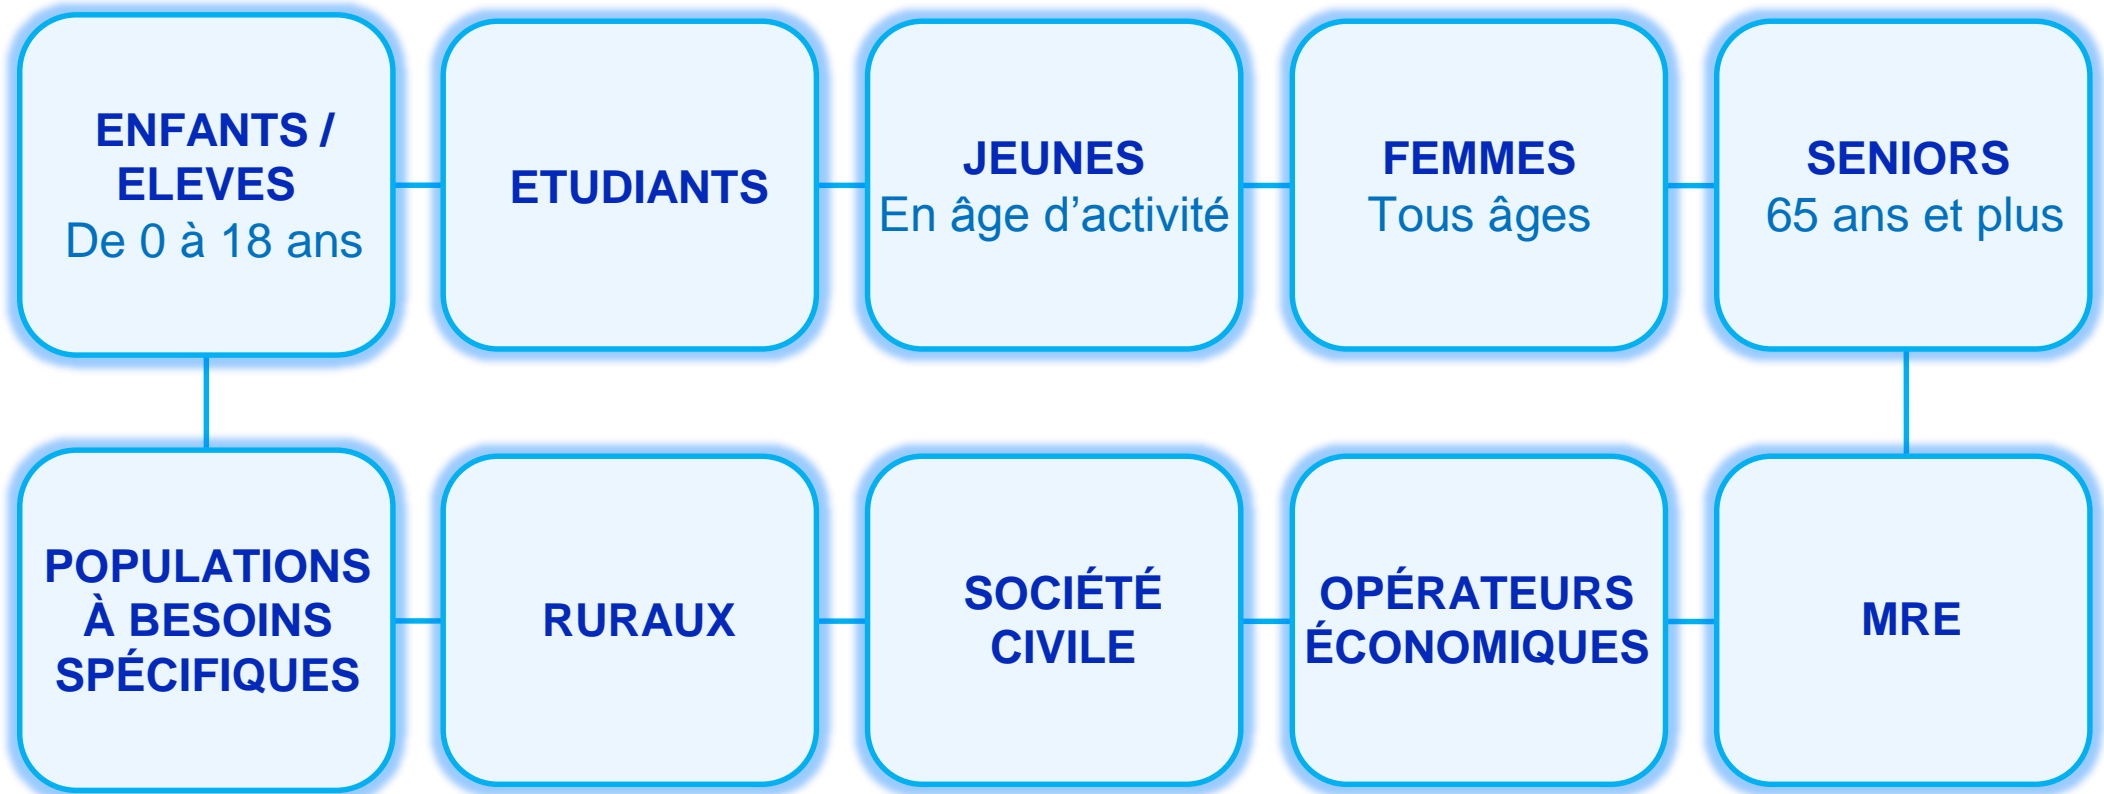 ENFANTS /
ELEVES
De 0 à 18 ans
ETUDIANTS
JEUNES
En âge d’activité
FEMMES
Tous âges
SENIORS
65 ans et plus
POPULATIONS
À BESOINS
SPÉCIFIQUES
RURAUX
SOCIÉTÉ
CIVILE
OPÉRATEURS
ÉCONOMIQUES
MRE